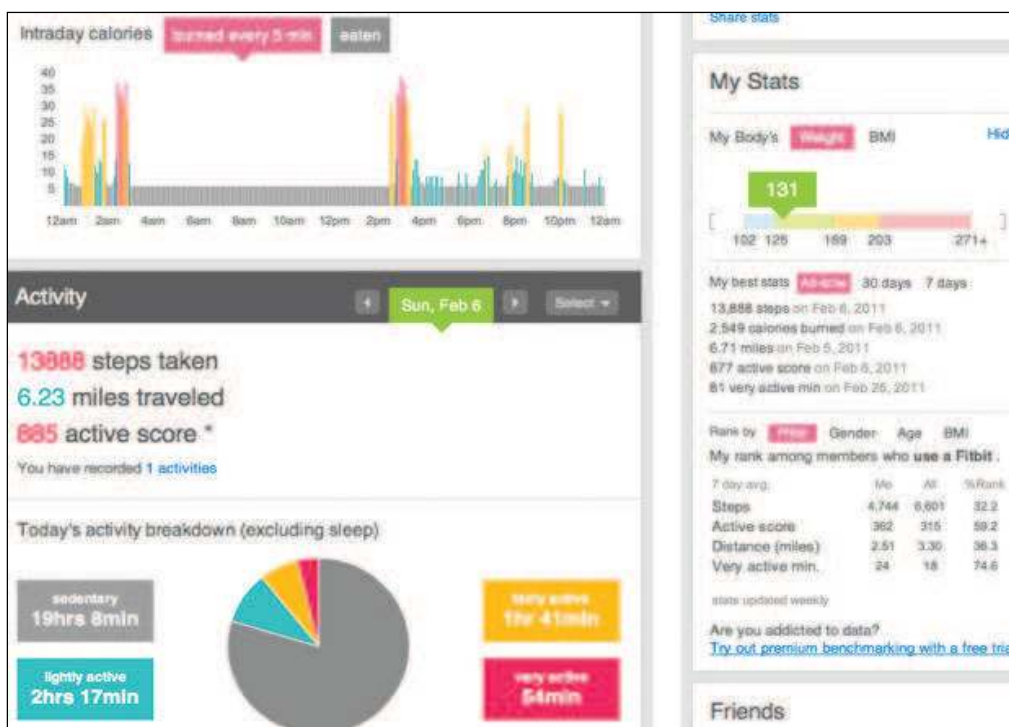 Intraday calories burned every 5 min eaten
40
35
30
25
20
15
10
5
12am 2am 4am 6am 8am 10am 12pm 2pm 4pm 6pm 8pm 10pm 12am
Activity
Sun, Feb 6
Select
13888 steps taken
6.23 miles traveled
885 active score *
You have recorded 1 activities
Today's activity breakdown (excluding sleep)
sedentary
19hrs 8min
lightly active
2hrs 17min
fairly active
1hr 41min
very active
54min
Share stats
My Stats
My Body's Weight BMI Hid
131
102 125 169 203 271+
My best stats All-time 30 days 7 days
13,888 steps on Feb 6, 2011
2,549 calories burned on Feb 6, 2011
6.71 miles on Feb 5, 2011
877 active score on Feb 6, 2011
81 very active min on Feb 25, 2011
Rank by Gender Age BMI
My rank among members who use a Fitbit.
7 day avg. Me All %Rank
Steps 4,744 6,601 32.2
Active score 362 315 59.2
Distance (miles) 2.51 3.30 36.3
Very active min. 24 18 74.6
stats updated weekly
Are you addicted to data?
Try out premium benchmarking with a free tria
Friends